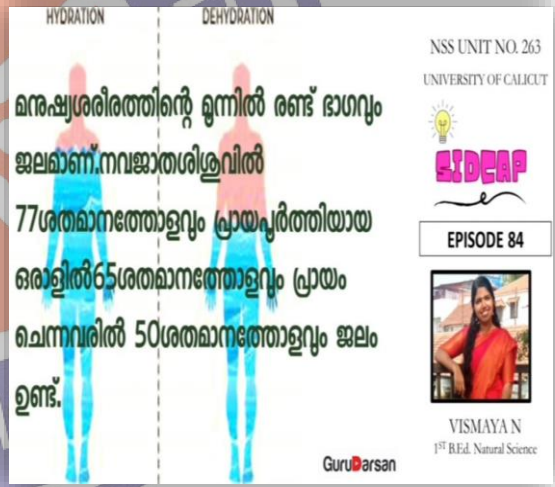 HYDRATION
DEHYDRATION
മനുഷ്യശരീരത്തിന്റെ മൂന്നിൽ രണ്ട് ഭാഗവും
ജലമാണ്.നവജാതശിശുവിൽ
77ശതമാനത്തോളവും പ്രായപൂർത്തിയായ
ഒരാളിൽ65ശതമാനത്തോളവും പ്രായം
ചെന്നവരിൽ 50ശതമാനത്തോളവും ജലം
ഉണ്ട്.
GuruDarsan
NSS UNIT NO. 263
UNIVERSITY OF CALICUT
SIDCAP
EPISODE 84
VISMAYA N
1ST B.Ed. Natural Science